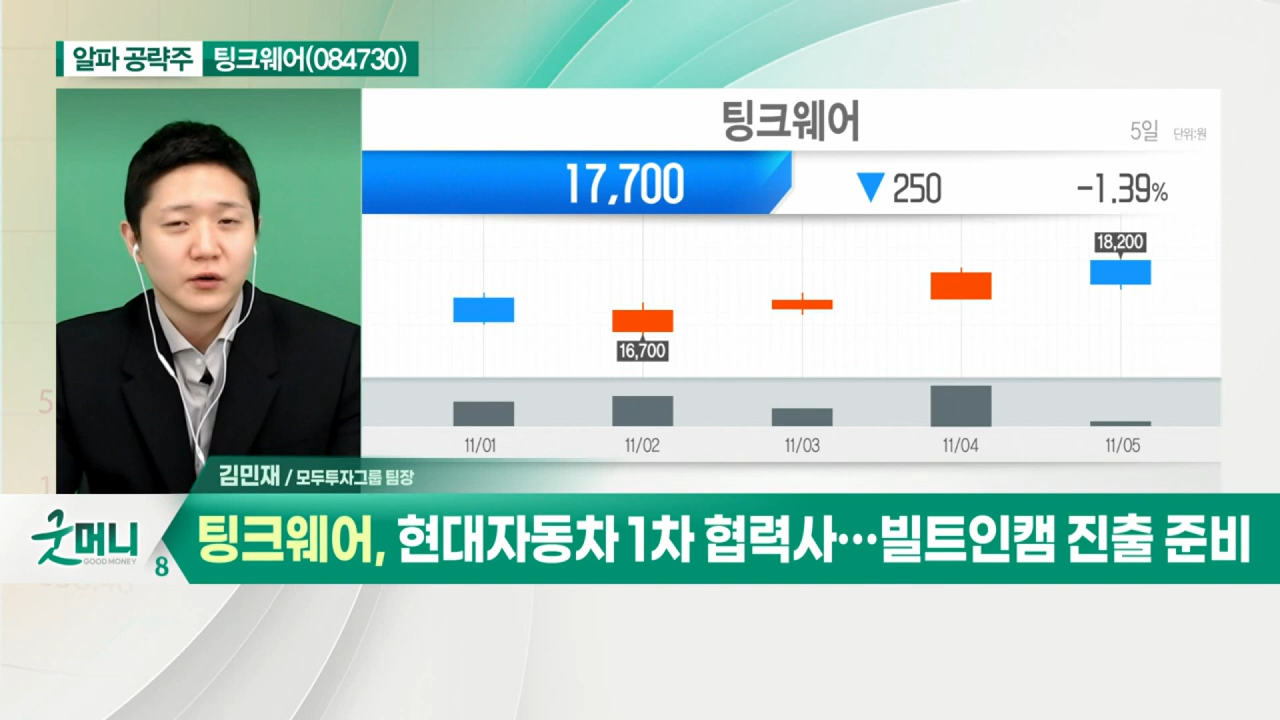 알파 공략주 팅크웨어(084730)
팅크웨어
5일 단위:원
17,700 ▼ 250 -1.39%
18,200
16,700
11/01 11/02 11/03 11/04 11/05
김민재 / 모두투자그룹 팀장
굿머니
GOOD MONEY
8
팅크웨어, 현대자동차 1차 협력사…빌트인캠 진출 준비